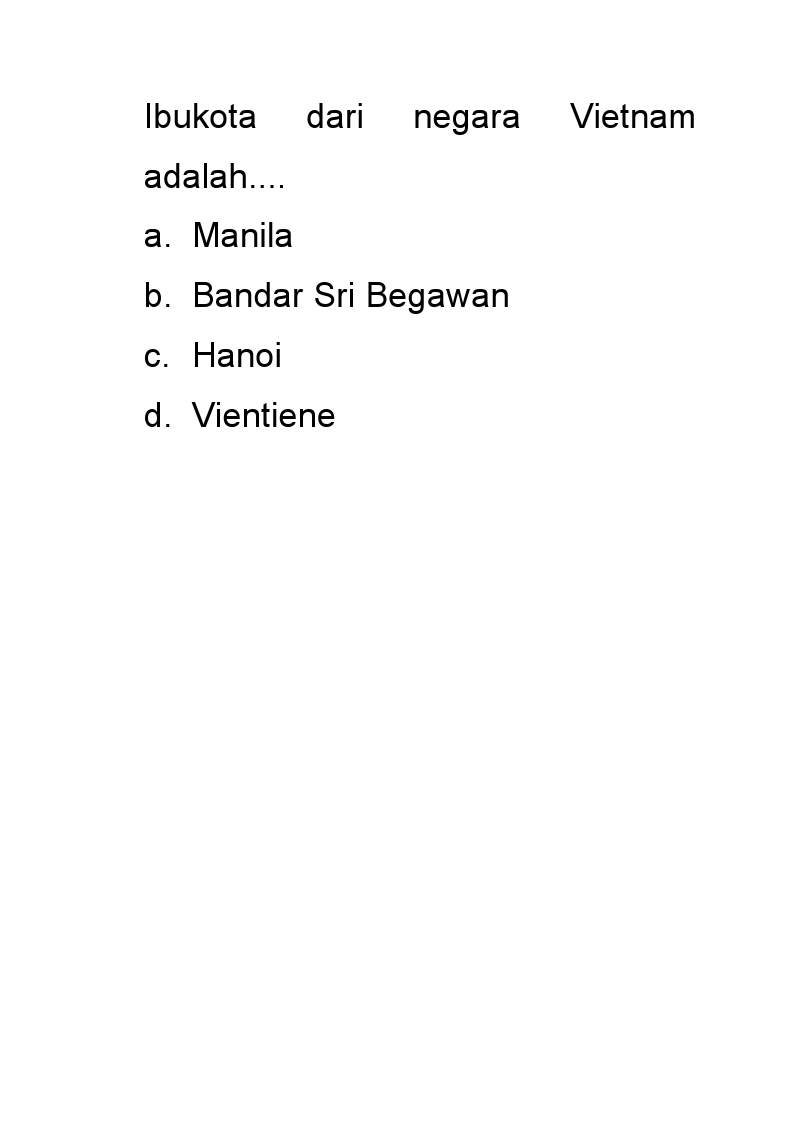 Ibukota dari negara Vietnam
adalah....
a. Manila
b. Bandar Sri Begawan
c. Hanoi
d. Vientiene